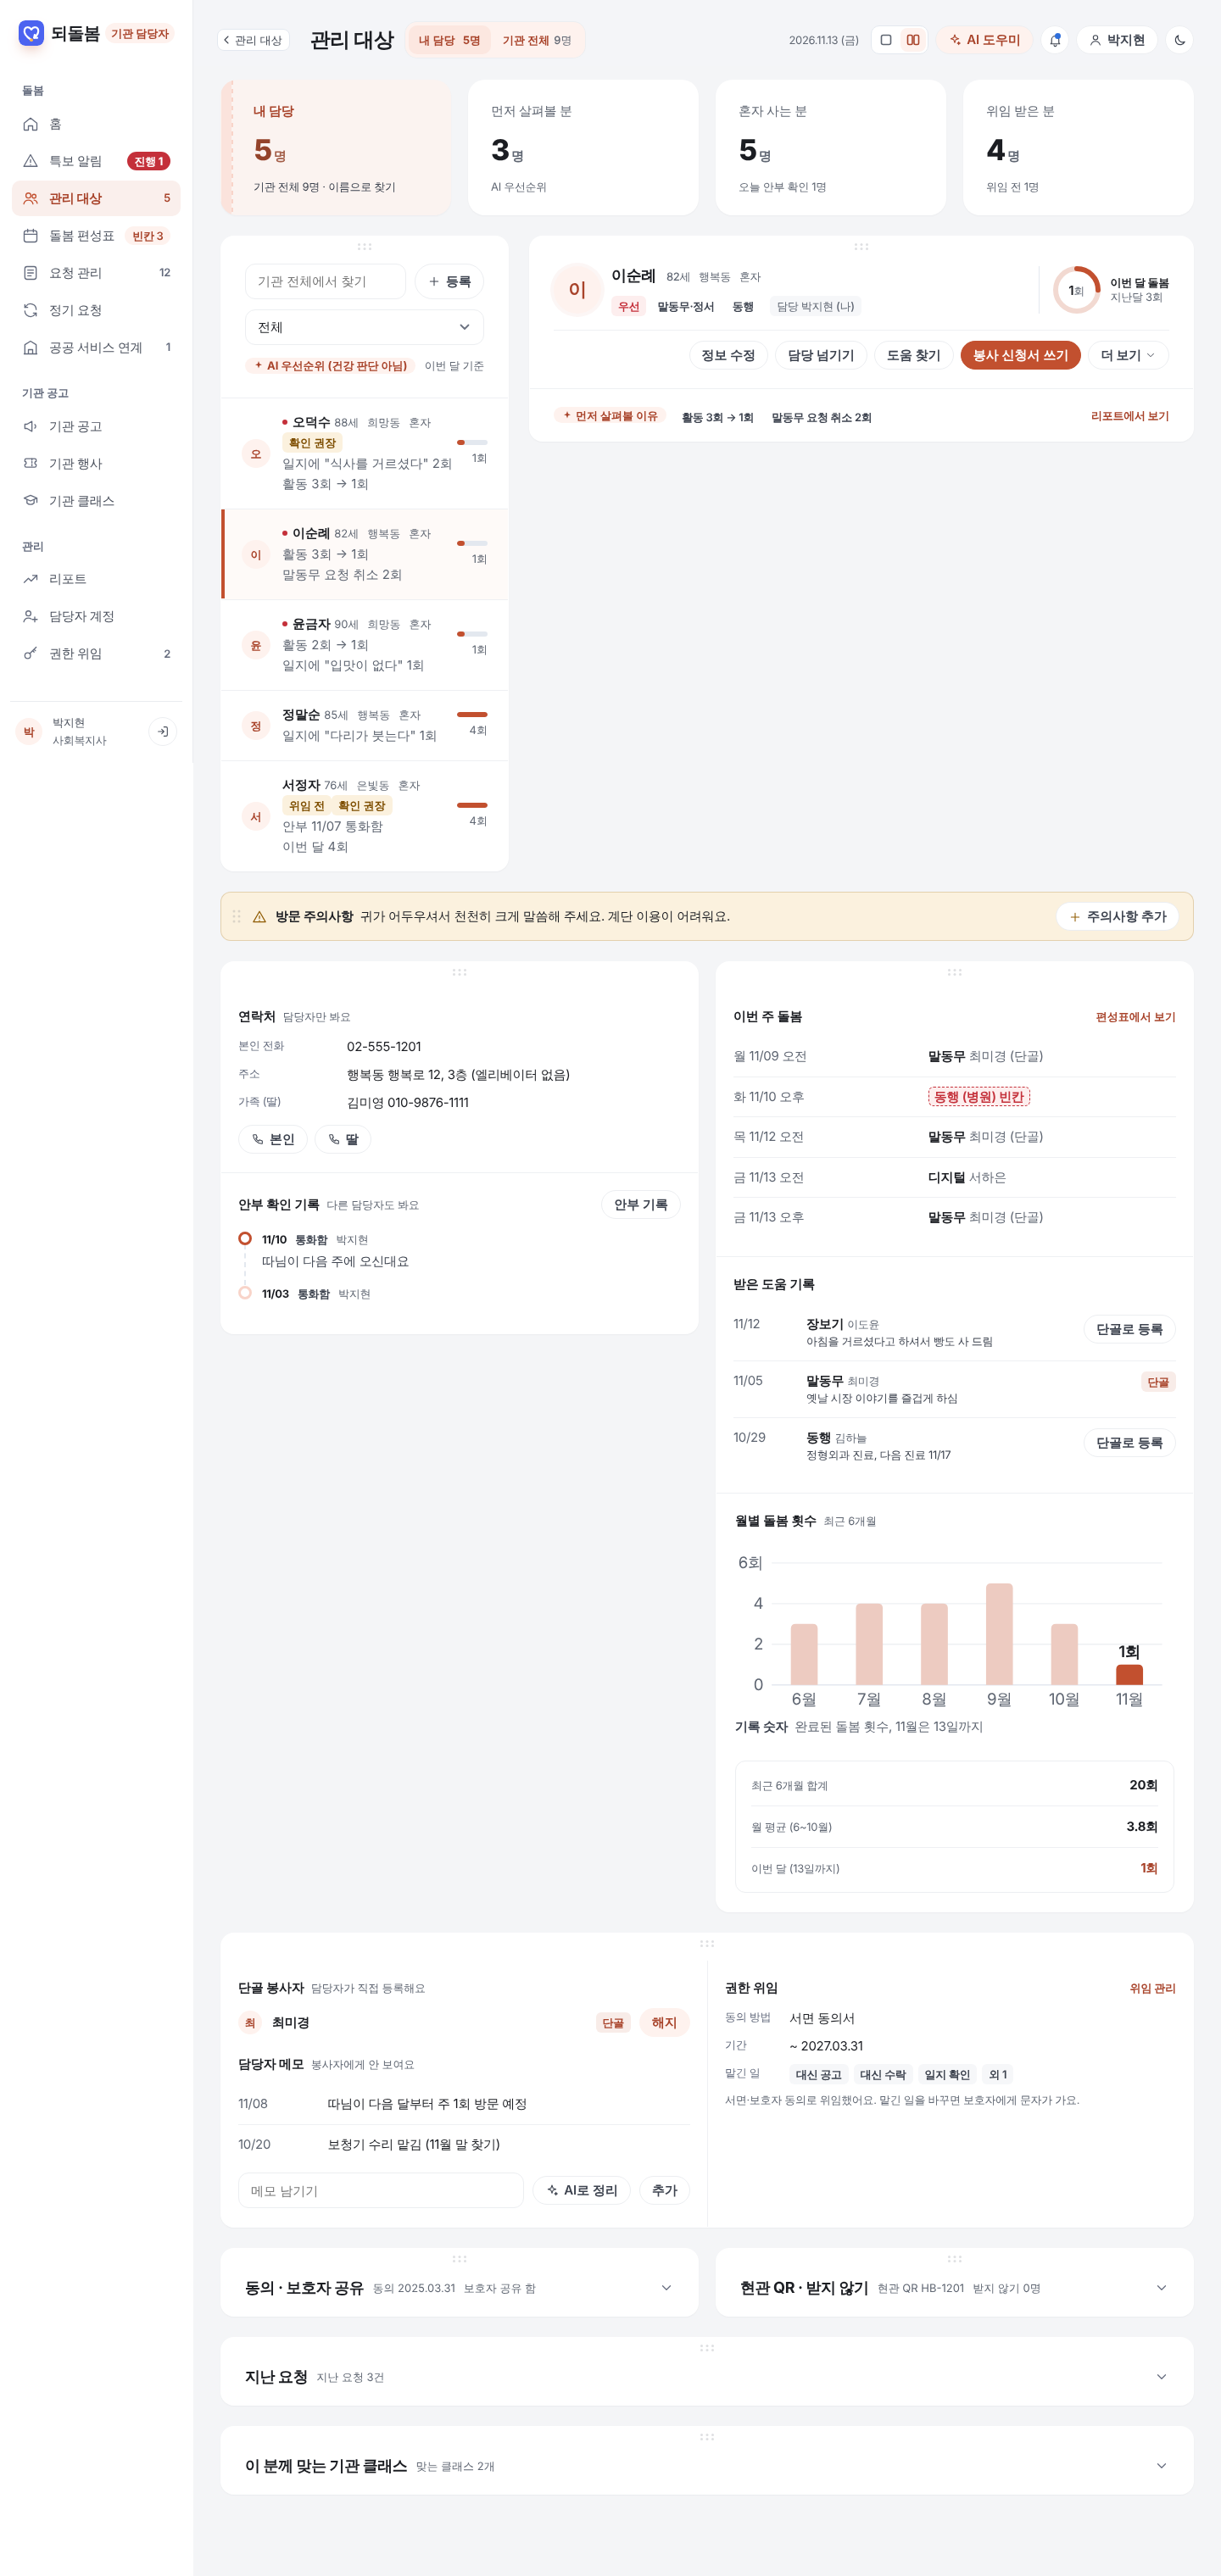 되돌봄 기관 담당자
돌봄
홈
특보 알림 진행 1
관리 대상 5
돌봄 편성표 빈칸 3
요청 관리 12
정기 요청
공공 서비스 연계 1
기관 공고
기관 공고
기관 행사
기관 클래스
관리
리포트
담당자 계정
권한 위임 2
박 박지현
사회복지사
관리 대상 관리 대상 내 담당 5명 기관 전체 9명 2026.11.13 (금) AI 도우미 박지현
내 담당
5명
기관 전체 9명 · 이름으로 찾기
먼저 살펴볼 분
3명
AI 우선순위
혼자 사는 분
5명
오늘 안부 확인 1명
위임 받은 분
4명
위임 전 1명
기관 전체에서 찾기 등록
전체
AI 우선순위 (건강 판단 아님) 이번 달 기준
오 오덕수 88세 희망동 혼자
확인 권장
일지에 "식사를 거르셨다" 2회
활동 3회 → 1회
1회
이 이순례 82세 행복동 혼자
활동 3회 → 1회
말동무 요청 취소 2회
1회
윤 윤금자 90세 희망동 혼자
활동 2회 → 1회
일지에 "입맛이 없다" 1회
1회
정 정말순 85세 행복동 혼자
일지에 "다리가 붓는다" 1회
4회
서 서정자 76세 은빛동 혼자
위임 전 확인 권장
안부 11/07 통화함
이번 달 4회
4회
이 이순례 82세 행복동 혼자
우선 말동무·정서 동행 담당 박지현 (나)
1회 이번 달 돌봄
지난달 3회
정보 수정 담당 넘기기 도움 찾기 봉사 신청서 쓰기 더 보기
먼저 살펴볼 이유 활동 3회 → 1회 말동무 요청 취소 2회 리포트에서 보기
방문 주의사항 귀가 어두우셔서 천천히 크게 말씀해 주세요. 계단 이용이 어려워요. 주의사항 추가
연락처 담당자만 봐요
본인 전화 02-555-1201
주소 행복동 행복로 12, 3층 (엘리베이터 없음)
가족 (딸) 김미영 010-9876-1111
본인 딸
안부 확인 기록 다른 담당자도 봐요 안부 기록
11/10 통화함 박지현
따님이 다음 주에 오신대요
11/03 통화함 박지현
이번 주 돌봄 편성표에서 보기
월 11/09 오전 말동무 최미경 (단골)
화 11/10 오후 동행 (병원) 빈칸
목 11/12 오전 말동무 최미경 (단골)
금 11/13 오전 디지털 서하은
금 11/13 오후 말동무 최미경 (단골)
받은 도움 기록
11/12 장보기 이도윤 단골로 등록
아침을 거르셨다고 하셔서 빵도 사 드림
11/05 말동무 최미경 단골
옛날 시장 이야기를 즐겁게 하심
10/29 동행 김하늘 단골로 등록
정형외과 진료, 다음 진료 11/17
월별 돌봄 횟수 최근 6개월
6회
4
2
0
1회
6월 7월 8월 9월 10월 11월
기록 숫자 완료된 돌봄 횟수, 11월은 13일까지
최근 6개월 합계 20회
월 평균 (6~10월) 3.8회
이번 달 (13일까지) 1회
단골 봉사자 담당자가 직접 등록해요
최 최미경 단골 해지
담당자 메모 봉사자에게 안 보여요
11/08 따님이 다음 달부터 주 1회 방문 예정
10/20 보청기 수리 맡김 (11월 말 찾기)
메모 남기기 AI로 정리 추가
권한 위임 위임 관리
동의 방법 서면 동의서
기간 ~ 2027.03.31
맡긴 일 대신 공고 대신 수락 일지 확인 외 1
서면·보호자 동의로 위임했어요. 맡긴 일을 바꾸면 보호자에게 문자가 가요.
동의 · 보호자 공유 동의 2025.03.31 보호자 공유 함
현관 QR · 받지 않기 현관 QR HB-1201 받지 않기 0명
지난 요청 지난 요청 3건
이 분께 맞는 기관 클래스 맞는 클래스 2개